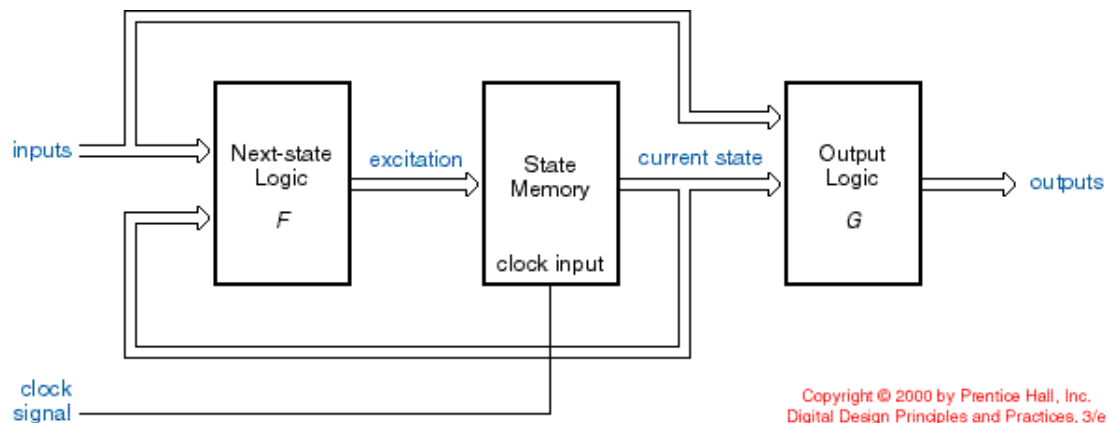 inputs
Next-state
Logic
F
excitation
State
Memory
clock input
current state
Output
Logic
G
outputs
clock
signal
Copyright © 2000 by Prentice Hall, Inc.
Digital Design Principles and Practices, 3/e